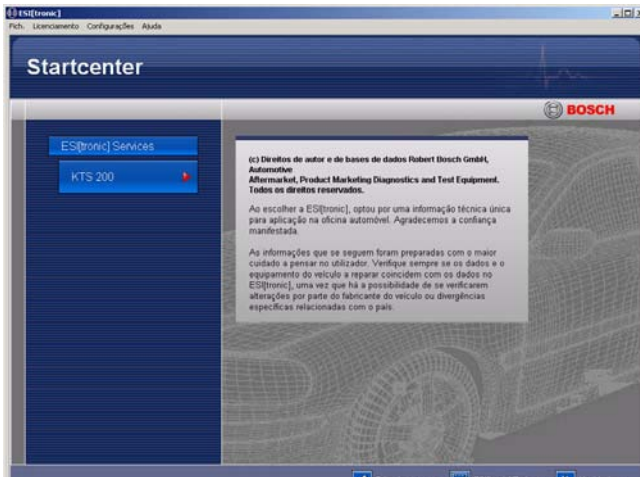 ESI[tronic]
Fich. Licenciamento Configurações Ajuda
Startcenter
BOSCH
ESI[tronic] Services
KTS 200
(c) Direitos de autor e de bases de dados Robert Bosch GmbH,
Automotive
Aftermarket, Product Marketing Diagnostics and Test Equipment.
Todos os direitos reservados.
Ao escolher a ESI[tronic], optou por uma informação técnica única
para aplicação na oficina automóvel. Agradecemos a confiança
manifestada.
As informações que se seguem foram preparadas com o maior
cuidado a pensar no utilizador. Verifique sempre se os dados e o
equipamento do veículo a reparar coincidem com os dados no
ESI[tronic], uma vez que há a possibilidade de se verificarem
alterações por parte do fabricante do veículo ou divergências
específicas relacionadas com o país.